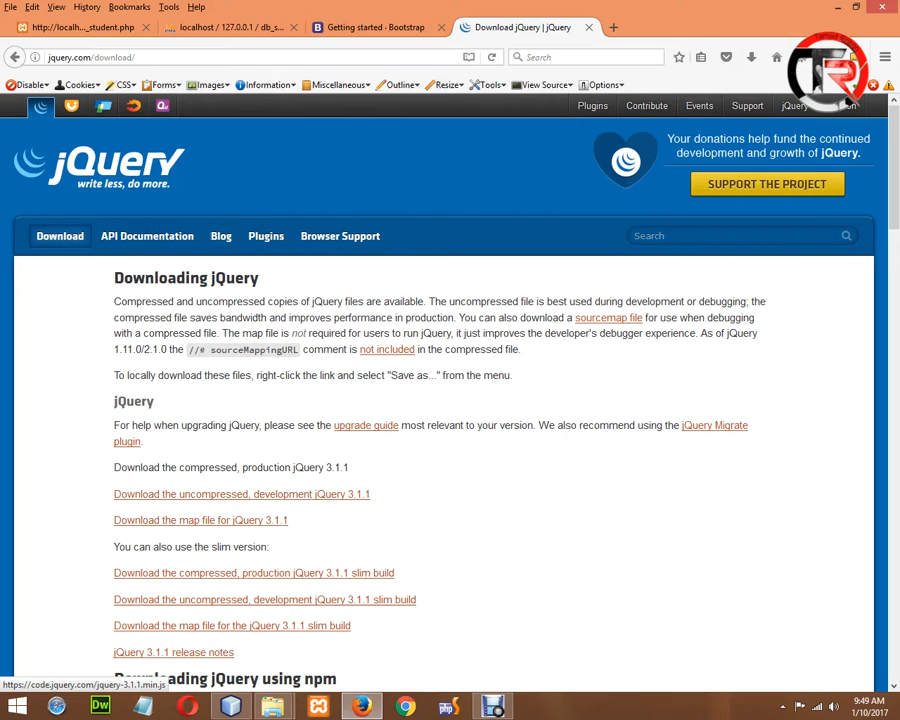 File Edit View History Bookmarks Tools Help
http://localh..._student.php
localhost / 127.0.0.1 / db_s...
Getting started · Bootstrap
Download jQuery | jQuery
jquery.com/download/
Search
Disable Cookies CSS Forms Images Information Miscellaneous Outline Resize Tools View Source Options
Plugins Contribute Events Support
jQuery
write less, do more.
Your donations help fund the continued
development and growth of jQuery.
SUPPORT THE PROJECT
Download API Documentation Blog Plugins Browser Support
Search
Downloading jQuery
Compressed and uncompressed copies of jQuery files are available. The uncompressed file is best used during development or debugging; the
compressed file saves bandwidth and improves performance in production. You can also download a sourcemap file for use when debugging
with a compressed file. The map file is not required for users to run jQuery, it just improves the developer's debugger experience. As of jQuery
1.11.0/2.1.0 the //# sourceMappingURL comment is not included in the compressed file.
To locally download these files, right-click the link and select "Save as..." from the menu.
jQuery
For help when upgrading jQuery, please see the upgrade guide most relevant to your version. We also recommend using the jQuery Migrate
plugin.
Download the compressed, production jQuery 3.1.1
Download the uncompressed, development jQuery 3.1.1
Download the map file for jQuery 3.1.1
You can also use the slim version:
Download the compressed, production jQuery 3.1.1 slim build
Download the uncompressed, development jQuery 3.1.1 slim build
Download the map file for the jQuery 3.1.1 slim build
jQuery 3.1.1 release notes
Downloading jQuery using npm
https://code.jquery.com/jquery-3.1.1.min.js
Dw
php
9:49 AM
1/10/2017